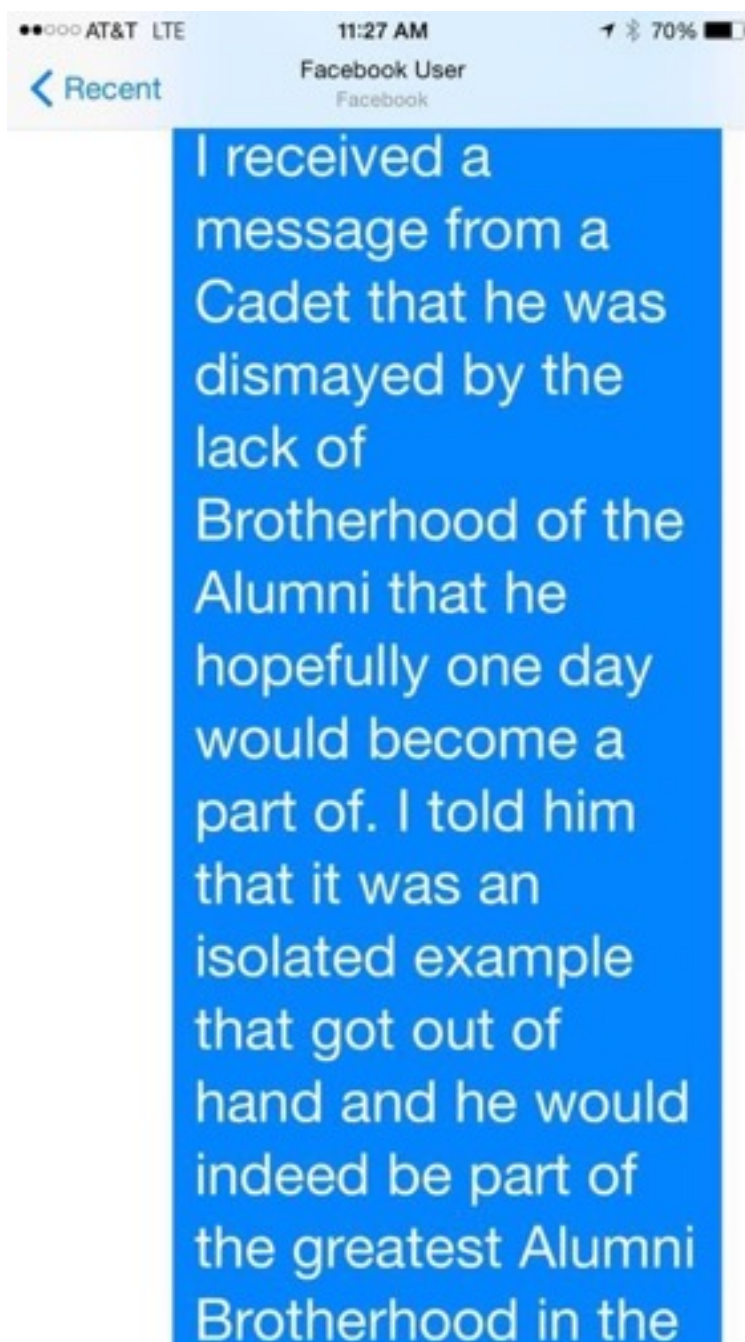 AT&T LTE 11:27 AM 70%
Recent
Facebook User
Facebook
I received a
message from a
Cadet that he was
dismayed by the
lack of
Brotherhood of the
Alumni that he
hopefully one day
would become a
part of. I told him
that it was an
isolated example
that got out of
hand and he would
indeed be part of
the greatest Alumni
Brotherhood in the